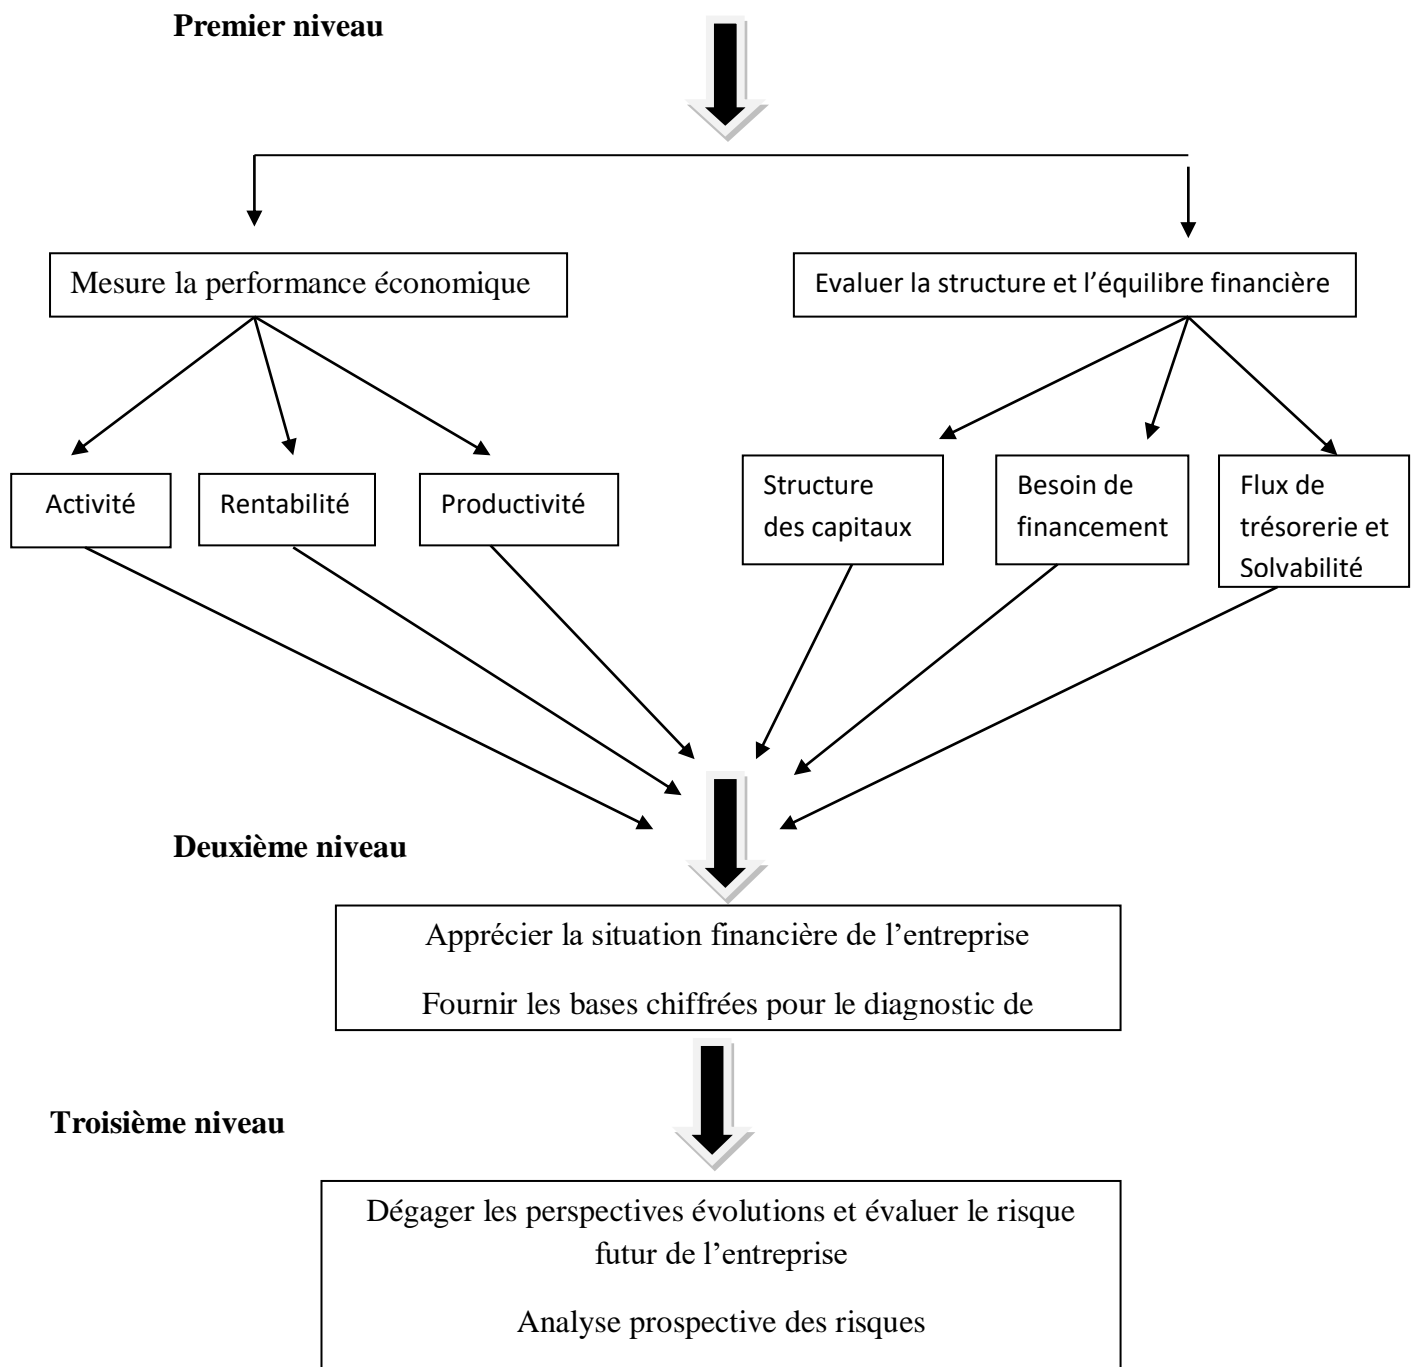 Premier niveau
Mesure la performance économique
Evaluer la structure et l’équilibre financière
Activité
Rentabilité
Productivité
Structure
des capitaux
Besoin de
financement
Flux de
trésorerie et
Solvabilité
Deuxième niveau
Apprécier la situation financière de l’entreprise
Fournir les bases chiffrées pour le diagnostic de
Troisième niveau
Dégager les perspectives évolutions et évaluer le risque
futur de l’entreprise
Analyse prospective des risques